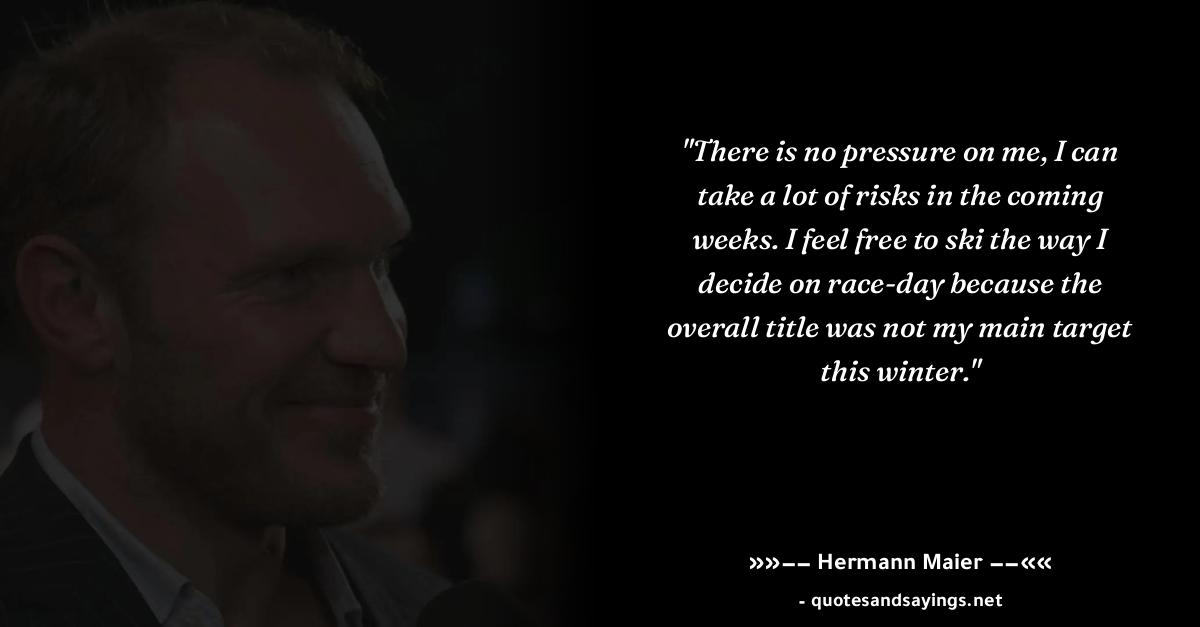 "There is no pressure on me, I can
take a lot of risks in the coming
weeks. I feel free to ski the way I
decide on race-day because the
overall title was not my main target
this winter."
»»−− Hermann Maier −−««
- quotesandsayings.net